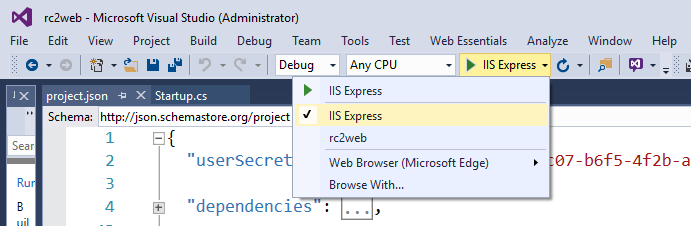 rc2web - Microsoft Visual Studio (Administrator)
File Edit View Project Build Debug Team Tools Test Web Essentials Analyze Window Help
Debug Any CPU IIS Express
project.json Startup.cs
IIS Express
Schema: http://json.schemastore.org/project
✓ IIS Express
1 {
rc2web
Sear
2 "userSecret c07-b6f5-4f2b-a
Web Browser (Microsoft Edge)
Run
3
Browse With...
B
4 "dependencies": ...,
uil